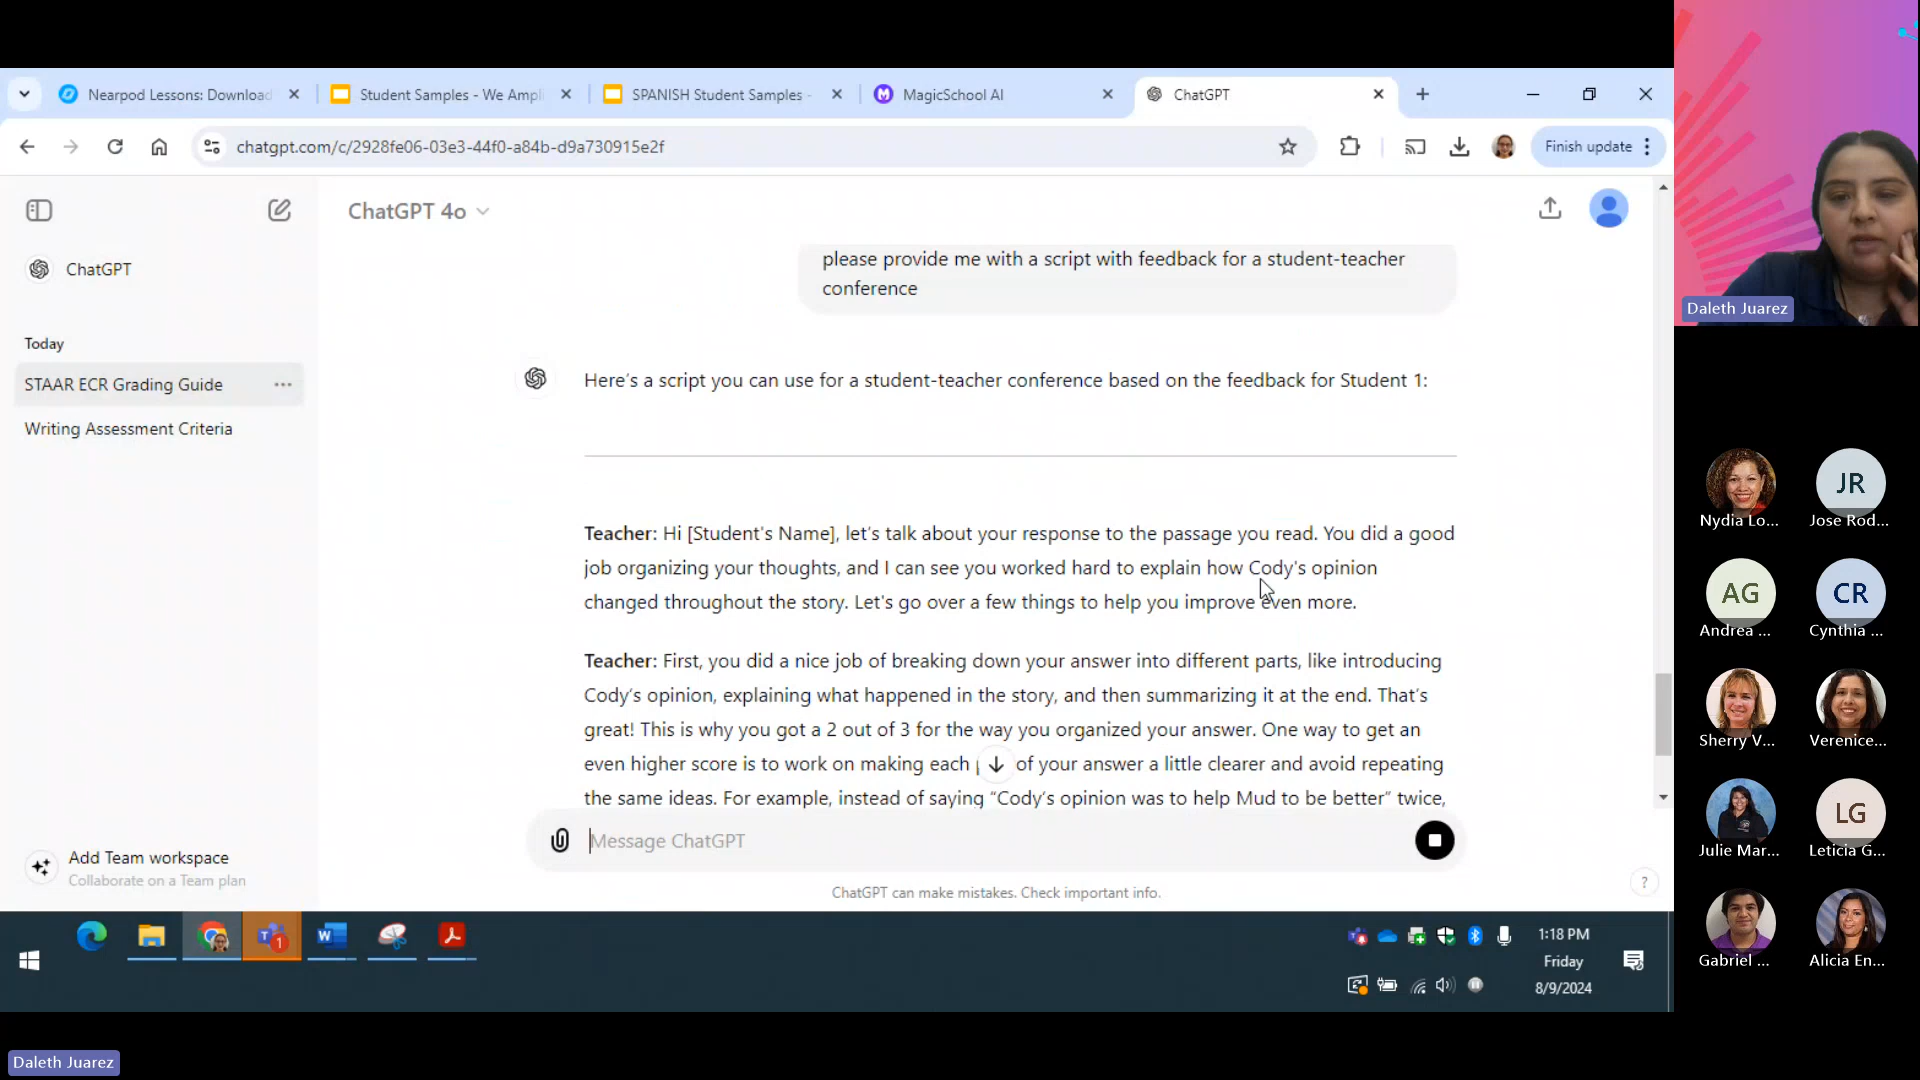 Nearpod Lessons: Download
Student Samples - We Ampl
SPANISH Student Samples -
MagicSchool AI
ChatGPT
chatgpt.com/c/2928fe06-03e3-44f0-a84b-d9a730915e2f
Finish update
ChatGPT 4o
ChatGPT
Today
STAAR ECR Grading Guide
Writing Assessment Criteria
Add Team workspace
Collaborate on a Team plan
please provide me with a script with feedback for a student-teacher
conference
Here's a script you can use for a student-teacher conference based on the feedback for Student 1:
Teacher: Hi [Student's Name], let's talk about your response to the passage you read. You did a good
job organizing your thoughts, and I can see you worked hard to explain how Cody's opinion
changed throughout the story. Let's go over a few things to help you improve even more.
Teacher: First, you did a nice job of breaking down your answer into different parts, like introducing
Cody's opinion, explaining what happened in the story, and then summarizing it at the end. That's
great! This is why you got a 2 out of 3 for the way you organized your answer. One way to get an
even higher score is to work on making each of your answer a little clearer and avoid repeating
the same ideas. For example, instead of saying "Cody's opinion was to help Mud to be better" twice,
Message ChatGPT
ChatGPT can make mistakes. Check important info.
?
1:18 PM
Friday
8/9/2024
Daleth Juarez
Nydia Lo...
JR
Jose Rod...
AG
Andrea ...
CR
Cynthia ...
Sherry V...
Verenice...
Julie Mar...
LG
Leticia G...
Gabriel ...
Alicia En...
Daleth Juarez